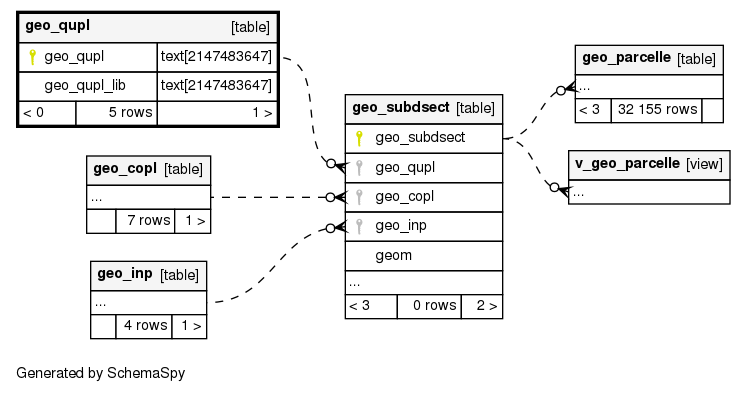 geo_qupl [table]
geo_qupl text[2147483647]
geo_qupl_lib text[2147483647]
< 0 5 rows 1 >
geo_copl [table]
...
7 rows 1 >
geo_inp [table]
...
4 rows 1 >
geo_subdsect [table]
geo_subdsect
geo_qupl
geo_copl
geo_inp
geom
...
< 3 0 rows 2 >
geo_parcelle [table]
...
< 3 32 155 rows
v_geo_parcelle [view]
...
Generated by SchemaSpy